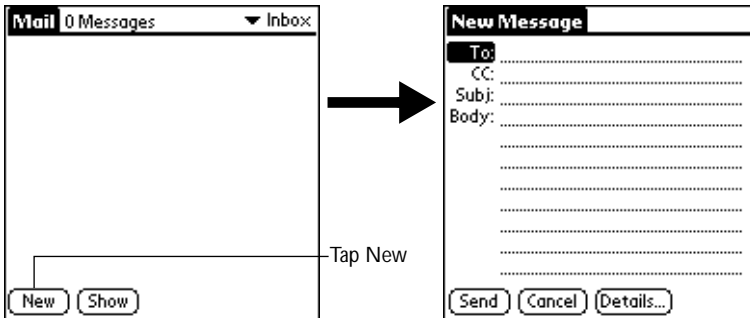 Mail 0 Messages Inbox
New Show
Tap New
New Message
To:
CC:
Subj:
Body:
Send Cancel Details...